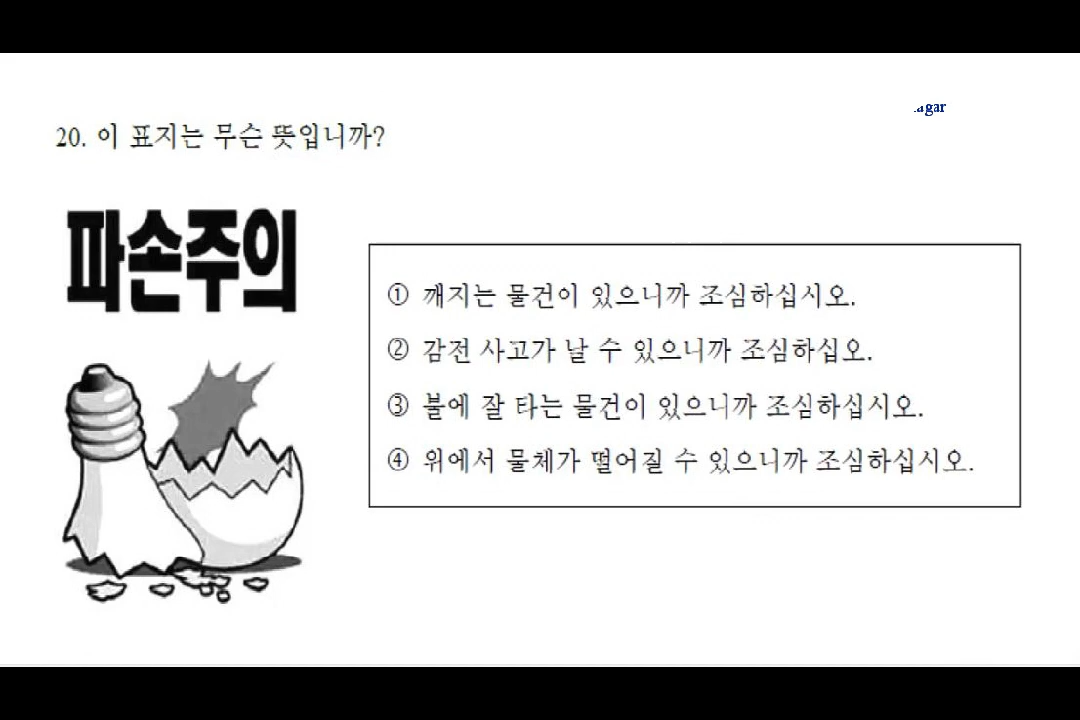 20. 이 표지는 무슨 뜻입니까?
파손주의
① 깨지는 물건이 있으니까 조심하십시오.
② 감전 사고가 날 수 있으니까 조심하십오.
③ 불에 잘 타는 물건이 있으니까 조심하십시오.
④ 위에서 물체가 떨어질 수 있으니까 조심하십시오.